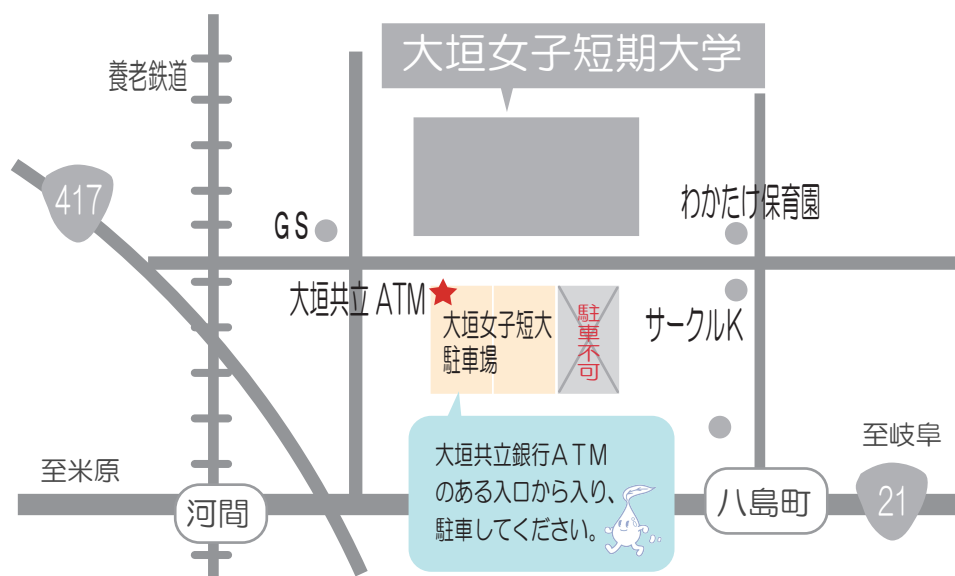 大垣女子短期大学
養老鉄道
417
わかたけ保育園
GS
大垣共立 ATM
大垣女子短大
駐車場
駐車不可
サークルK
大垣共立銀行ATM
のある入口から入り、
駐車してください。
至岐阜
至米原
河間
八島町
21